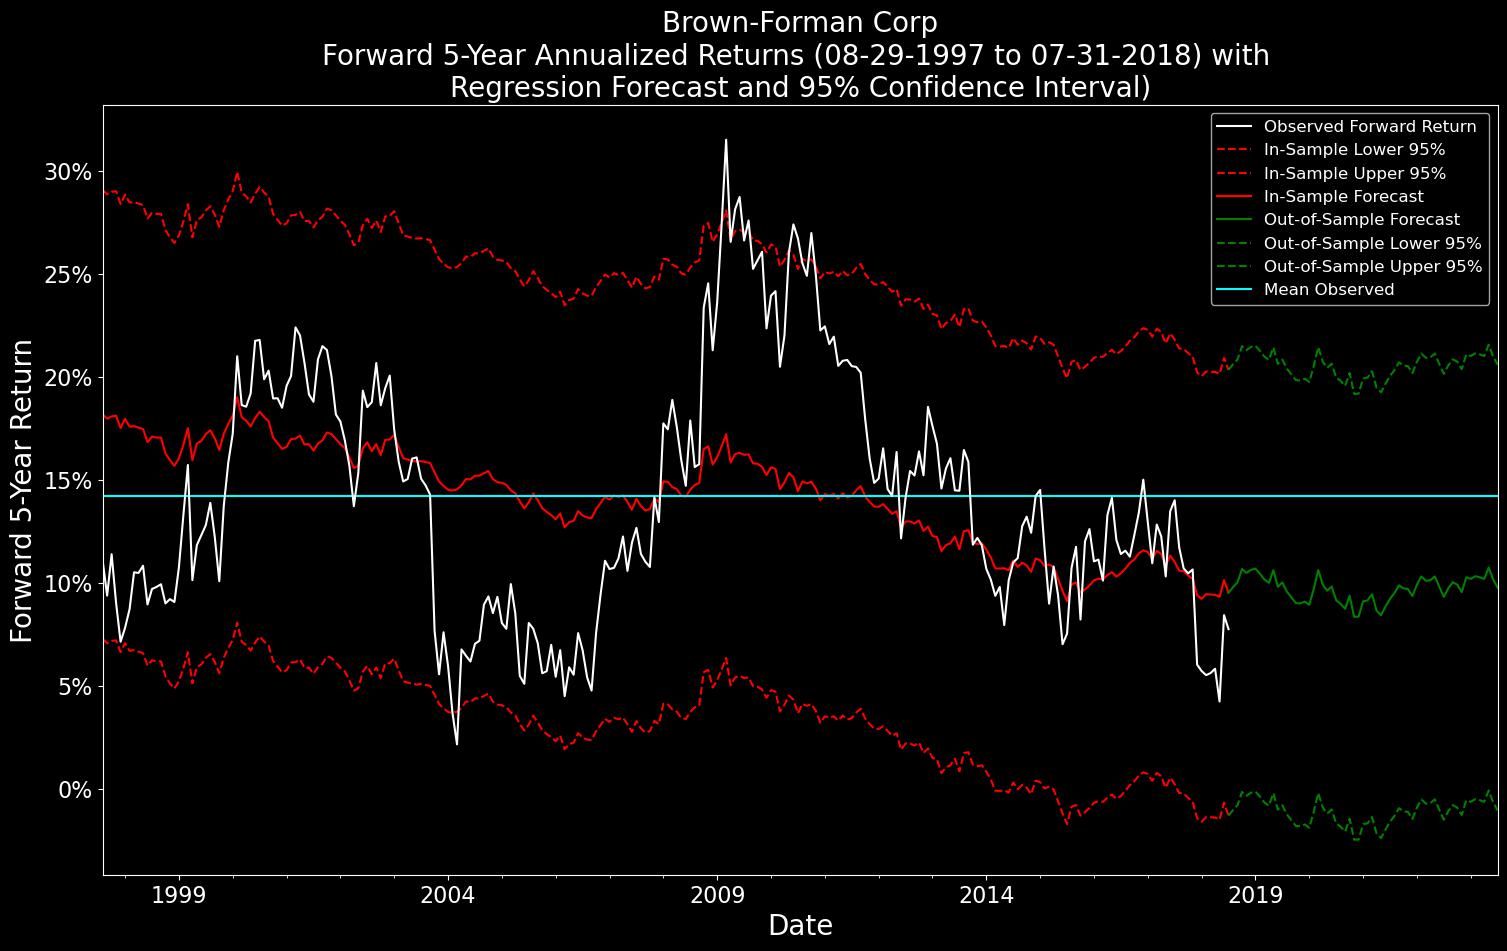 Brown-Forman Corp
Forward 5-Year Annualized Returns (08-29-1997 to 07-31-2018) with
Regression Forecast and 95% Confidence Interval)
Observed Forward Return
In-Sample Lower 95%
In-Sample Upper 95%
In-Sample Forecast
Out-of-Sample Forecast
Out-of-Sample Lower 95%
Out-of-Sample Upper 95%
Mean Observed
Forward 5-Year Return
30%
25%
20%
15%
10%
5%
0%
1999 2004 2009 2014 2019
Date